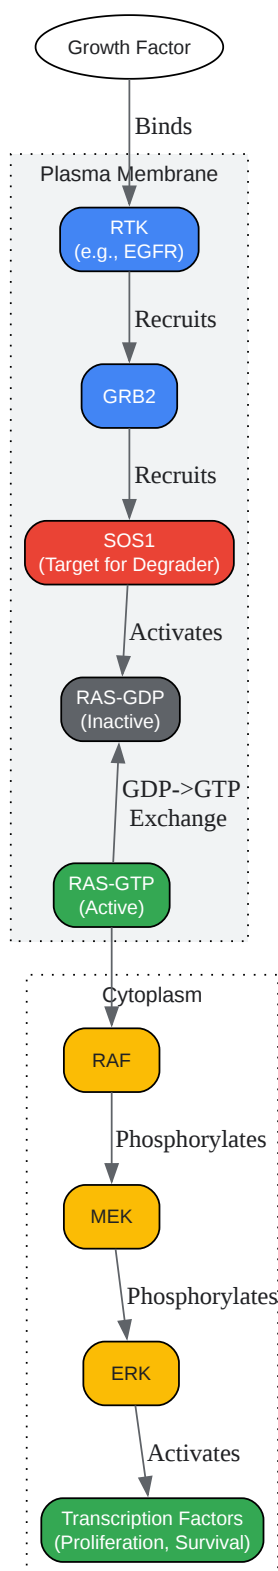 Growth Factor
Binds
Plasma Membrane
RTK
(e.g., EGFR)
Recruits
GRB2
Recruits
SOS1
(Target for Degrader)
Activates
RAS-GDP
(Inactive)
GDP->GTP
Exchange
RAS-GTP
(Active)
Cytoplasm
RAF
Phosphorylates
MEK
Phosphorylates
ERK
Activates
Transcription Factors
(Proliferation, Survival)